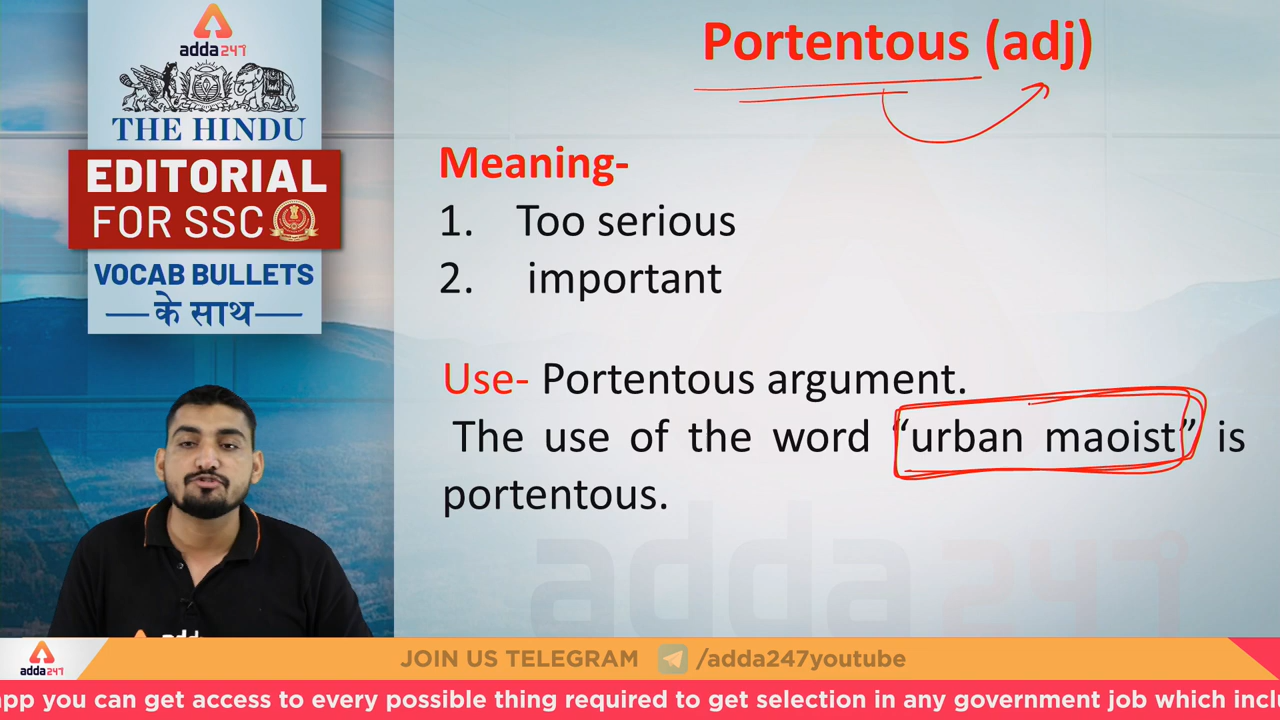 adda247
THE HINDU
EDITORIAL
FOR SSC
VOCAB BULLETS
के साथ
Portentous (adj)
Meaning-
1. Too serious
2. important
Use- Portentous argument.
The use of the word “urban maoist” is
portentous.
adda247
JOIN US TELEGRAM /adda247youtube
adda247
app you can get access to every possible thing required to get selection in any government job which incl